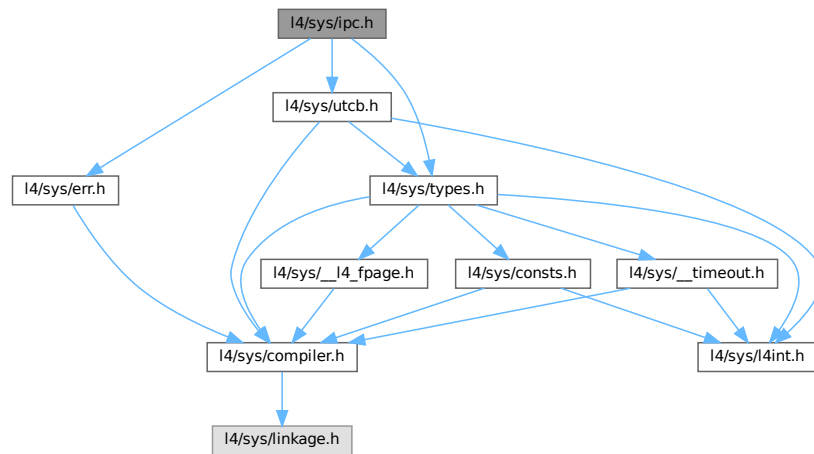 l4/sys/ipc.h
l4/sys/utcb.h
l4/sys/err.h
l4/sys/types.h
l4/sys/__l4_fpage.h
l4/sys/consts.h
l4/sys/__timeout.h
l4/sys/compiler.h
l4/sys/l4int.h
l4/sys/linkage.h